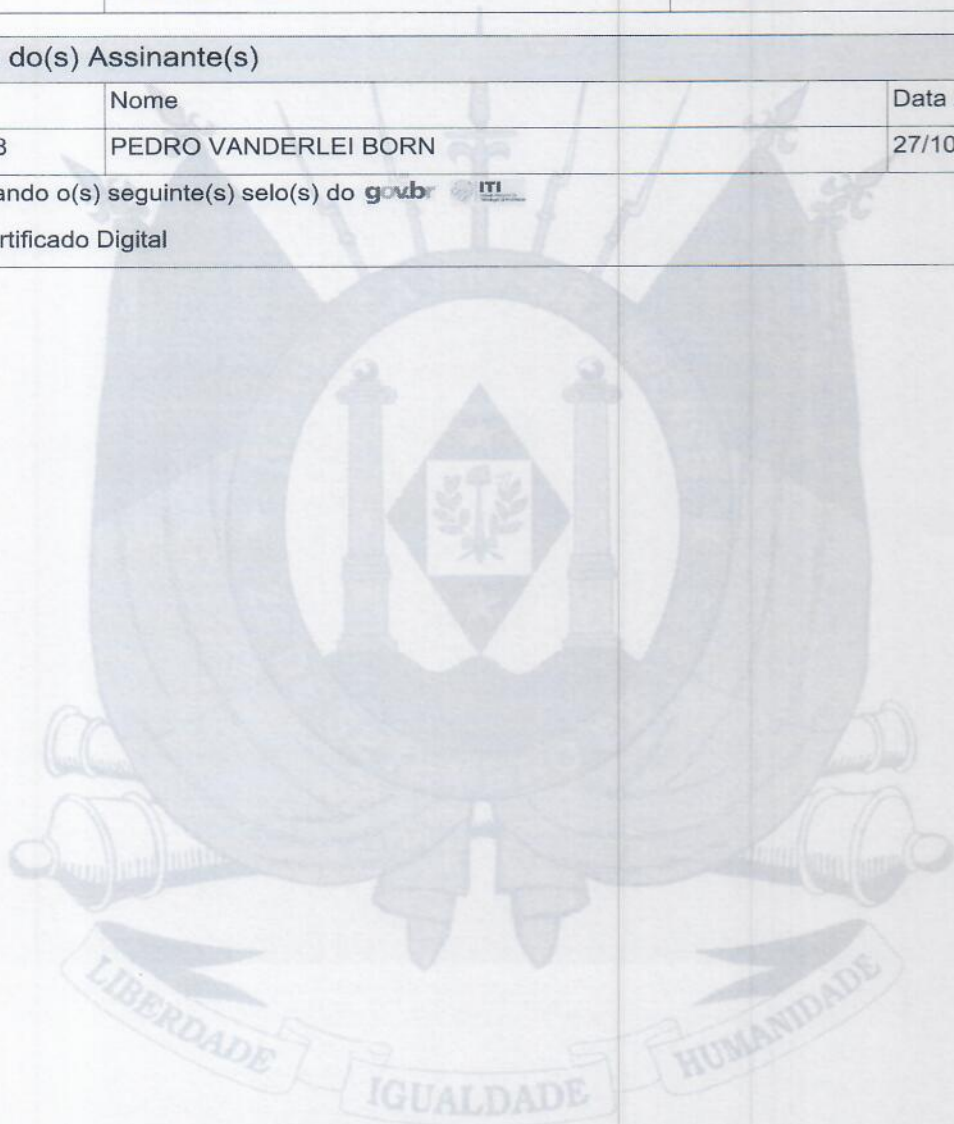 do(s) Assinante(s)
Nome Data
3 PEDRO VANDERLEI BORN 27/10
ando o(s) seguinte(s) selo(s) do gov.br ITI
rtificado Digital
LIBERDADE
IGUALDADE
HUMANIDADE